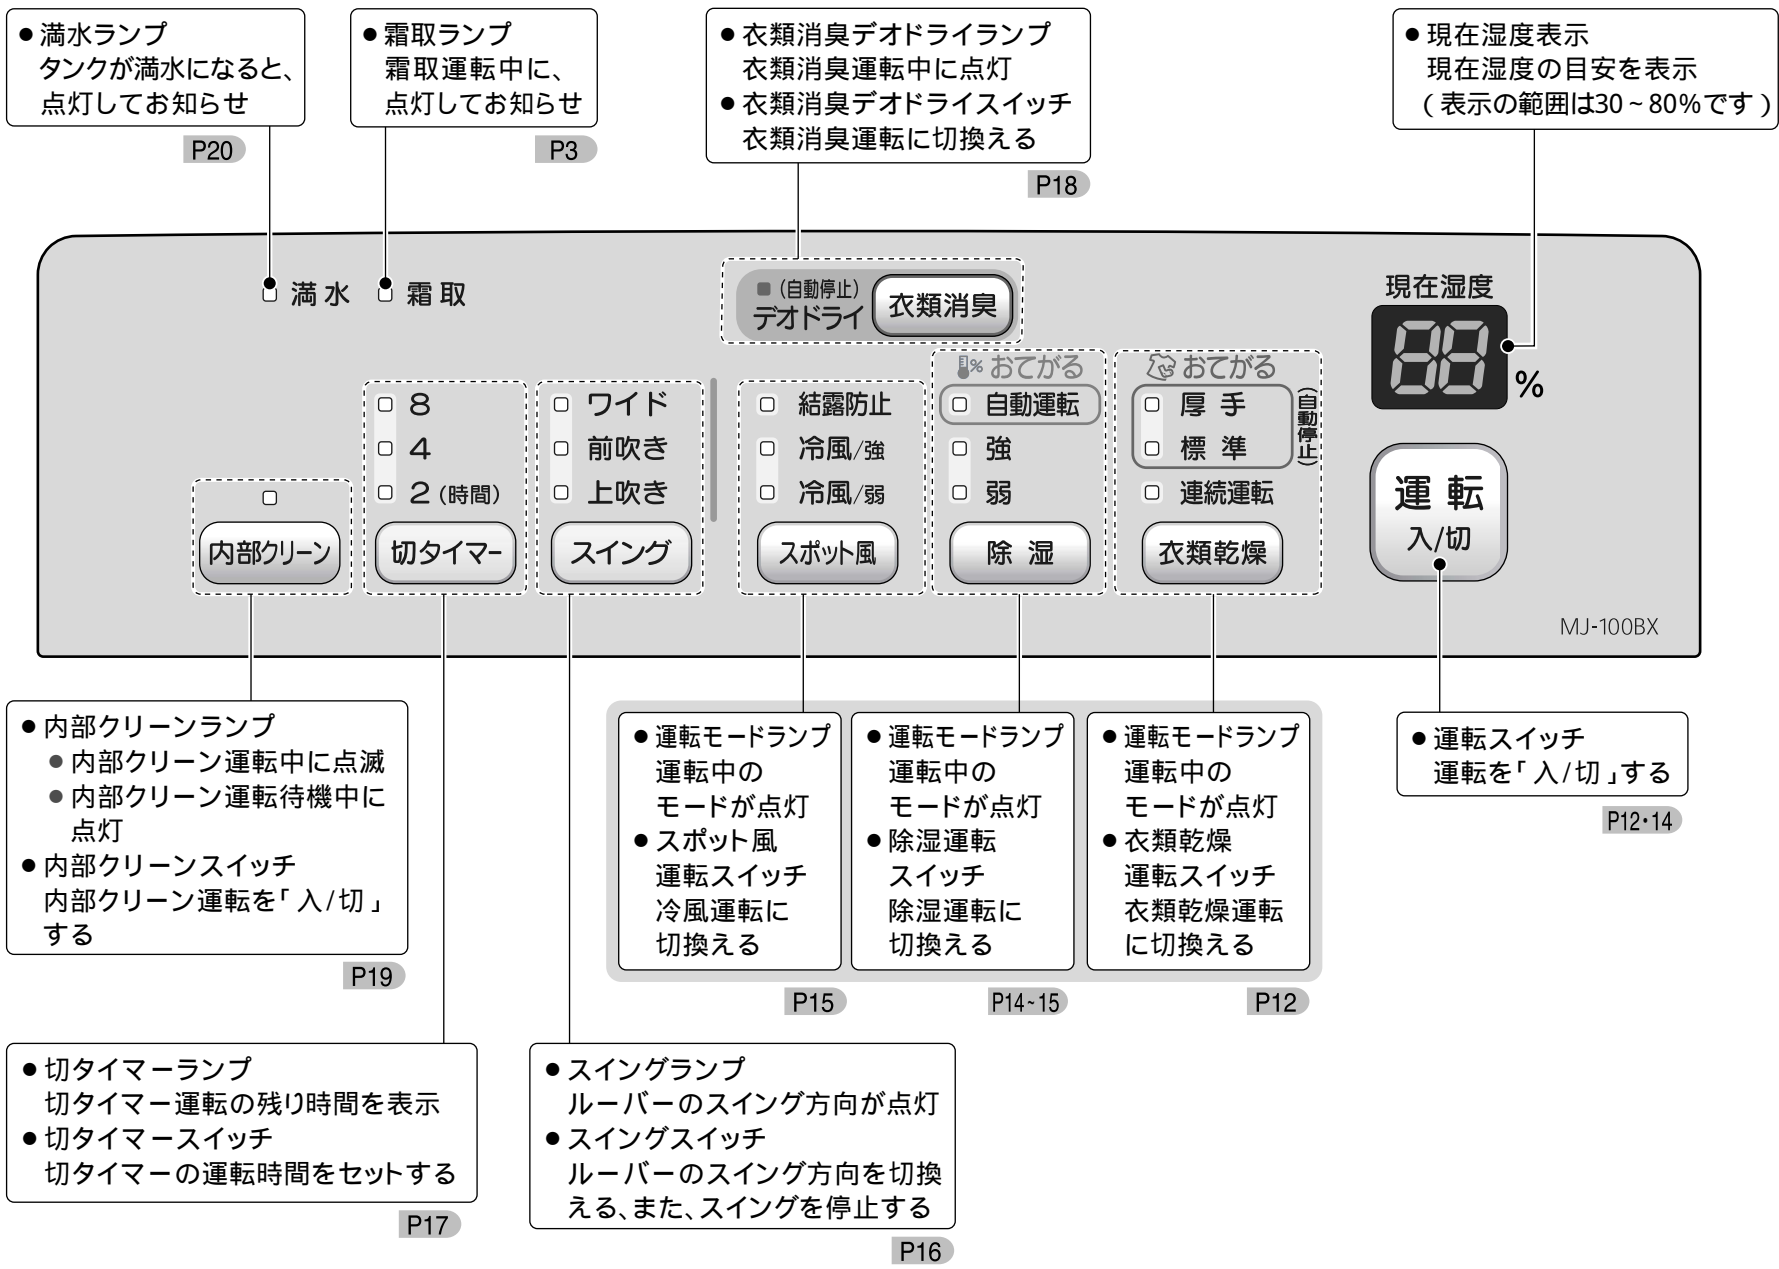 ●満水ランプ
タンクが満水になると、
点灯してお知らせ
P20
●霜取ランプ
霜取運転中に、
点灯してお知らせ
P3
●衣類消臭デオドライランプ
衣類消臭運転中に点灯
●衣類消臭デオドライスイッチ
衣類消臭運転に切換える
P18
●現在湿度表示
現在湿度の目安を表示
(表示の範囲は30~80%です)
満水
霜取
(自動停止)
デオドライ
衣類消臭
現在湿度
88
%
8
4
2(時間)
切タイマー
内部クリーン
ワイド
前吹き
上吹き
スイング
結露防止
冷風/強
冷風/弱
スポット風
%おてがる
自動運転
強
弱
除湿
おてがる
厚手
標準
(自動停止)
連続運転
衣類乾燥
運転
入/切
MJ-100BX
●内部クリーンランプ
●内部クリーン運転中に点滅
●内部クリーン運転待機中に
点灯
●内部クリーンスイッチ
内部クリーン運転を「入/切」
する
P19
●運転モードランプ
運転中の
モードが点灯
●スポット風
運転スイッチ
冷風運転に
切換える
P15
●運転モードランプ
運転中の
モードが点灯
●除湿運転
スイッチ
除湿運転に
切換える
P14~15
●運転モードランプ
運転中の
モードが点灯
●衣類乾燥
運転スイッチ
衣類乾燥運転
に切換える
P12
●運転スイッチ
運転を「入/切」する
P12・14
●切タイマーランプ
切タイマー運転の残り時間を表示
●切タイマースイッチ
切タイマーの運転時間をセットする
P17
●スイングランプ
ルーバーのスイング方向が点灯
●スイングスイッチ
ルーバーのスイング方向を切換
える、また、スイングを停止する
P16